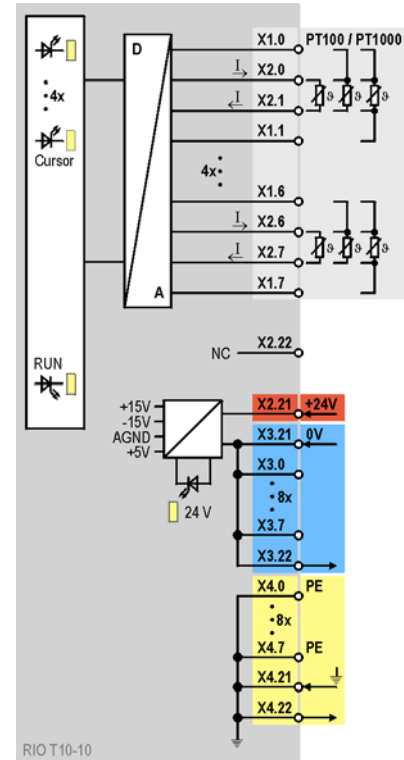 X1.0 PT100 / PT1000
D
I X2.0
ϑ ϑ ϑ
4x
I X2.1
X1.1
Cursor
4x
X1.6
I X2.6
ϑ ϑ ϑ
I X2.7
A X1.7
NC X2.22
RUN
+15V X2.21 +24V
-15V
AGND X3.21 0V
+5V
X3.0
8x
24 V
X3.7
X3.22
X4.0 PE
8x
X4.7 PE
X4.21
X4.22
RIO T10-10